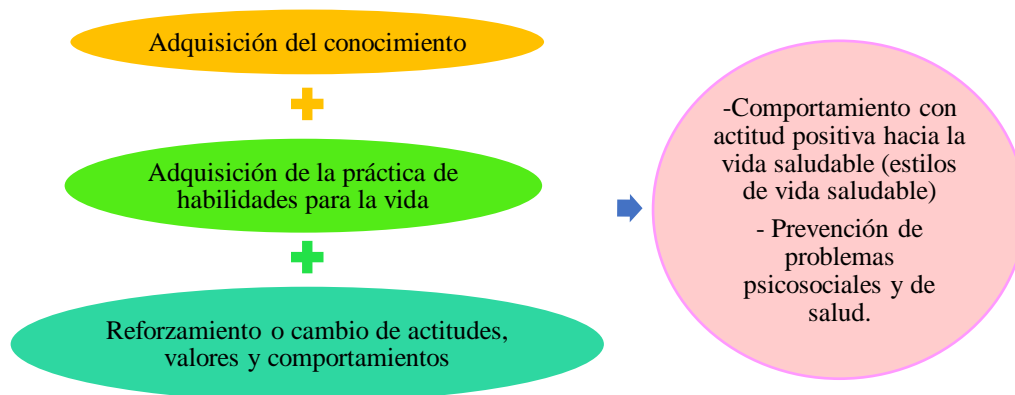 Adquisición del conocimiento
Adquisición de la práctica de
habilidades para la vida
Reforzamiento o cambio de actitudes,
valores y comportamientos
-Comportamiento con
actitud positiva hacia la
vida saludable (estilos
de vida saludable)
- Prevención de
problemas
psicosociales y de
salud.